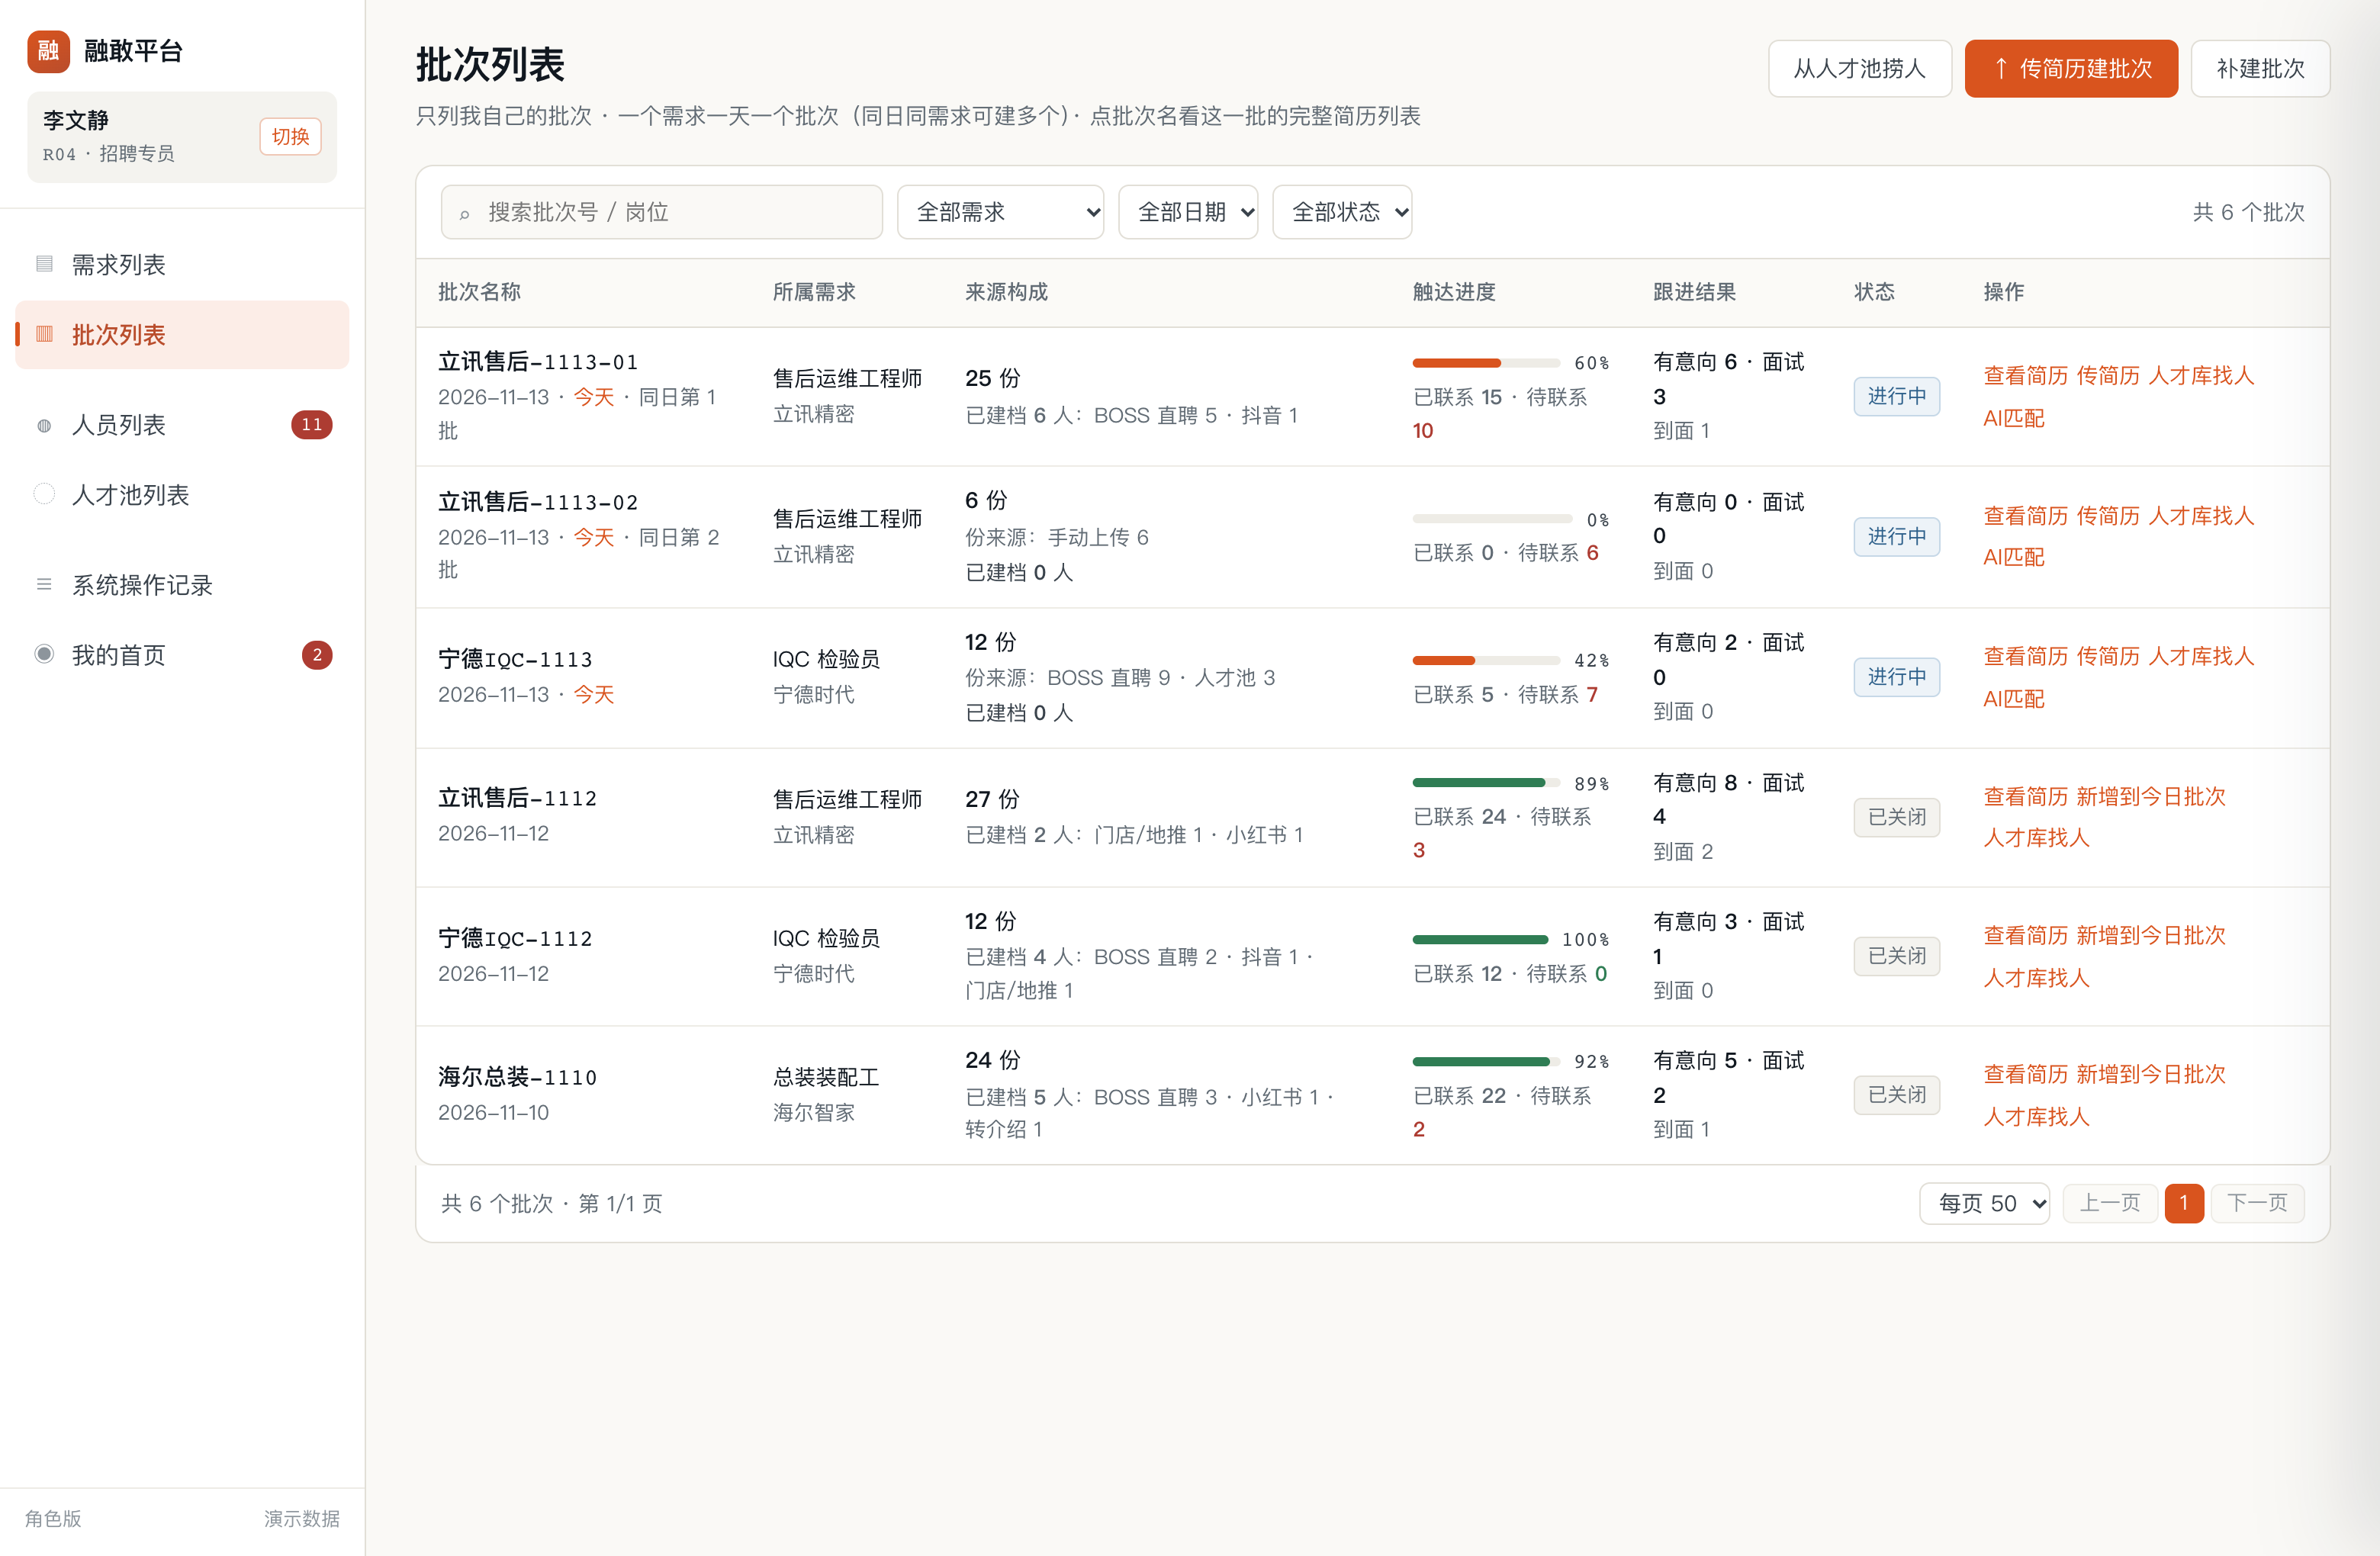 融 融敢平台
李文静
R04 · 招聘专员
切换
需求列表
批次列表
人员列表 11
人才池列表
系统操作记录
我的首页 2
角色版 演示数据
批次列表
只列我自己的批次 · 一个需求一天一个批次（同日同需求可建多个）· 点批次名看这一批的完整简历列表
从人才池捞人 ↑ 传简历建批次 补建批次
搜索批次号 / 岗位 全部需求 全部日期 全部状态 共 6 个批次
批次名称 所属需求 来源构成 触达进度 跟进结果 状态 操作
立讯售后-1113-01
2026-11-13 · 今天 · 同日第 1
批
售后运维工程师
立讯精密
25 份
已建档 6 人：BOSS 直聘 5 · 抖音 1
60%
已联系 15 · 待联系
10
有意向 6 · 面试
3
到面 1
进行中
查看简历 传简历 人才库找人
AI匹配
立讯售后-1113-02
2026-11-13 · 今天 · 同日第 2
批
售后运维工程师
立讯精密
6 份
份来源：手动上传 6
已建档 0 人
0%
已联系 0 · 待联系 6
有意向 0 · 面试
0
到面 0
进行中
查看简历 传简历 人才库找人
AI匹配
宁德IQC-1113
2026-11-13 · 今天
IQC 检验员
宁德时代
12 份
份来源：BOSS 直聘 9 · 人才池 3
已建档 0 人
42%
已联系 5 · 待联系 7
有意向 2 · 面试
0
到面 0
进行中
查看简历 传简历 人才库找人
AI匹配
立讯售后-1112
2026-11-12
售后运维工程师
立讯精密
27 份
已建档 2 人：门店/地推 1 · 小红书 1
89%
已联系 24 · 待联系
3
有意向 8 · 面试
4
到面 2
已关闭
查看简历 新增到今日批次
人才库找人
宁德IQC-1112
2026-11-12
IQC 检验员
宁德时代
12 份
已建档 4 人：BOSS 直聘 2 · 抖音 1 ·
门店/地推 1
100%
已联系 12 · 待联系 0
有意向 3 · 面试
1
到面 0
已关闭
查看简历 新增到今日批次
人才库找人
海尔总装-1110
2026-11-10
总装装配工
海尔智家
24 份
已建档 5 人：BOSS 直聘 3 · 小红书 1 ·
转介绍 1
92%
已联系 22 · 待联系
2
有意向 5 · 面试
2
到面 1
已关闭
查看简历 新增到今日批次
人才库找人
共 6 个批次 · 第 1/1 页
每页 50 上一页 1 下一页